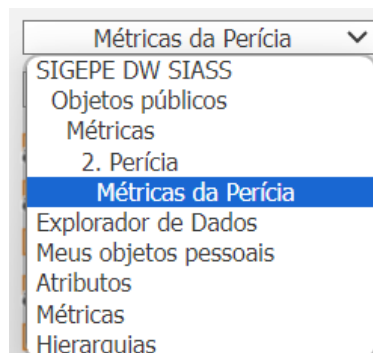 Métricas da Perícia
SIGEPE DW SIASS
Objetos públicos
Métricas
2. Perícia
Métricas da Perícia
Explorador de Dados
Meus objetos pessoais
Atributos
Métricas
Hierarquias